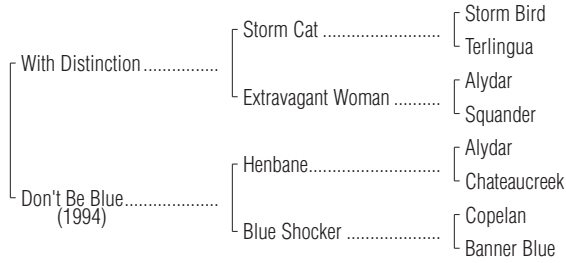 Storm Bird
Storm Cat ........................
Terlingua
With Distinction...............
Alydar
Extravagant Woman ..........
Squander
Alydar
Henbane...........................
Chateaucreek
Don't Be Blue...................
(1994)
Copelan
Blue Shocker ...................
Banner Blue